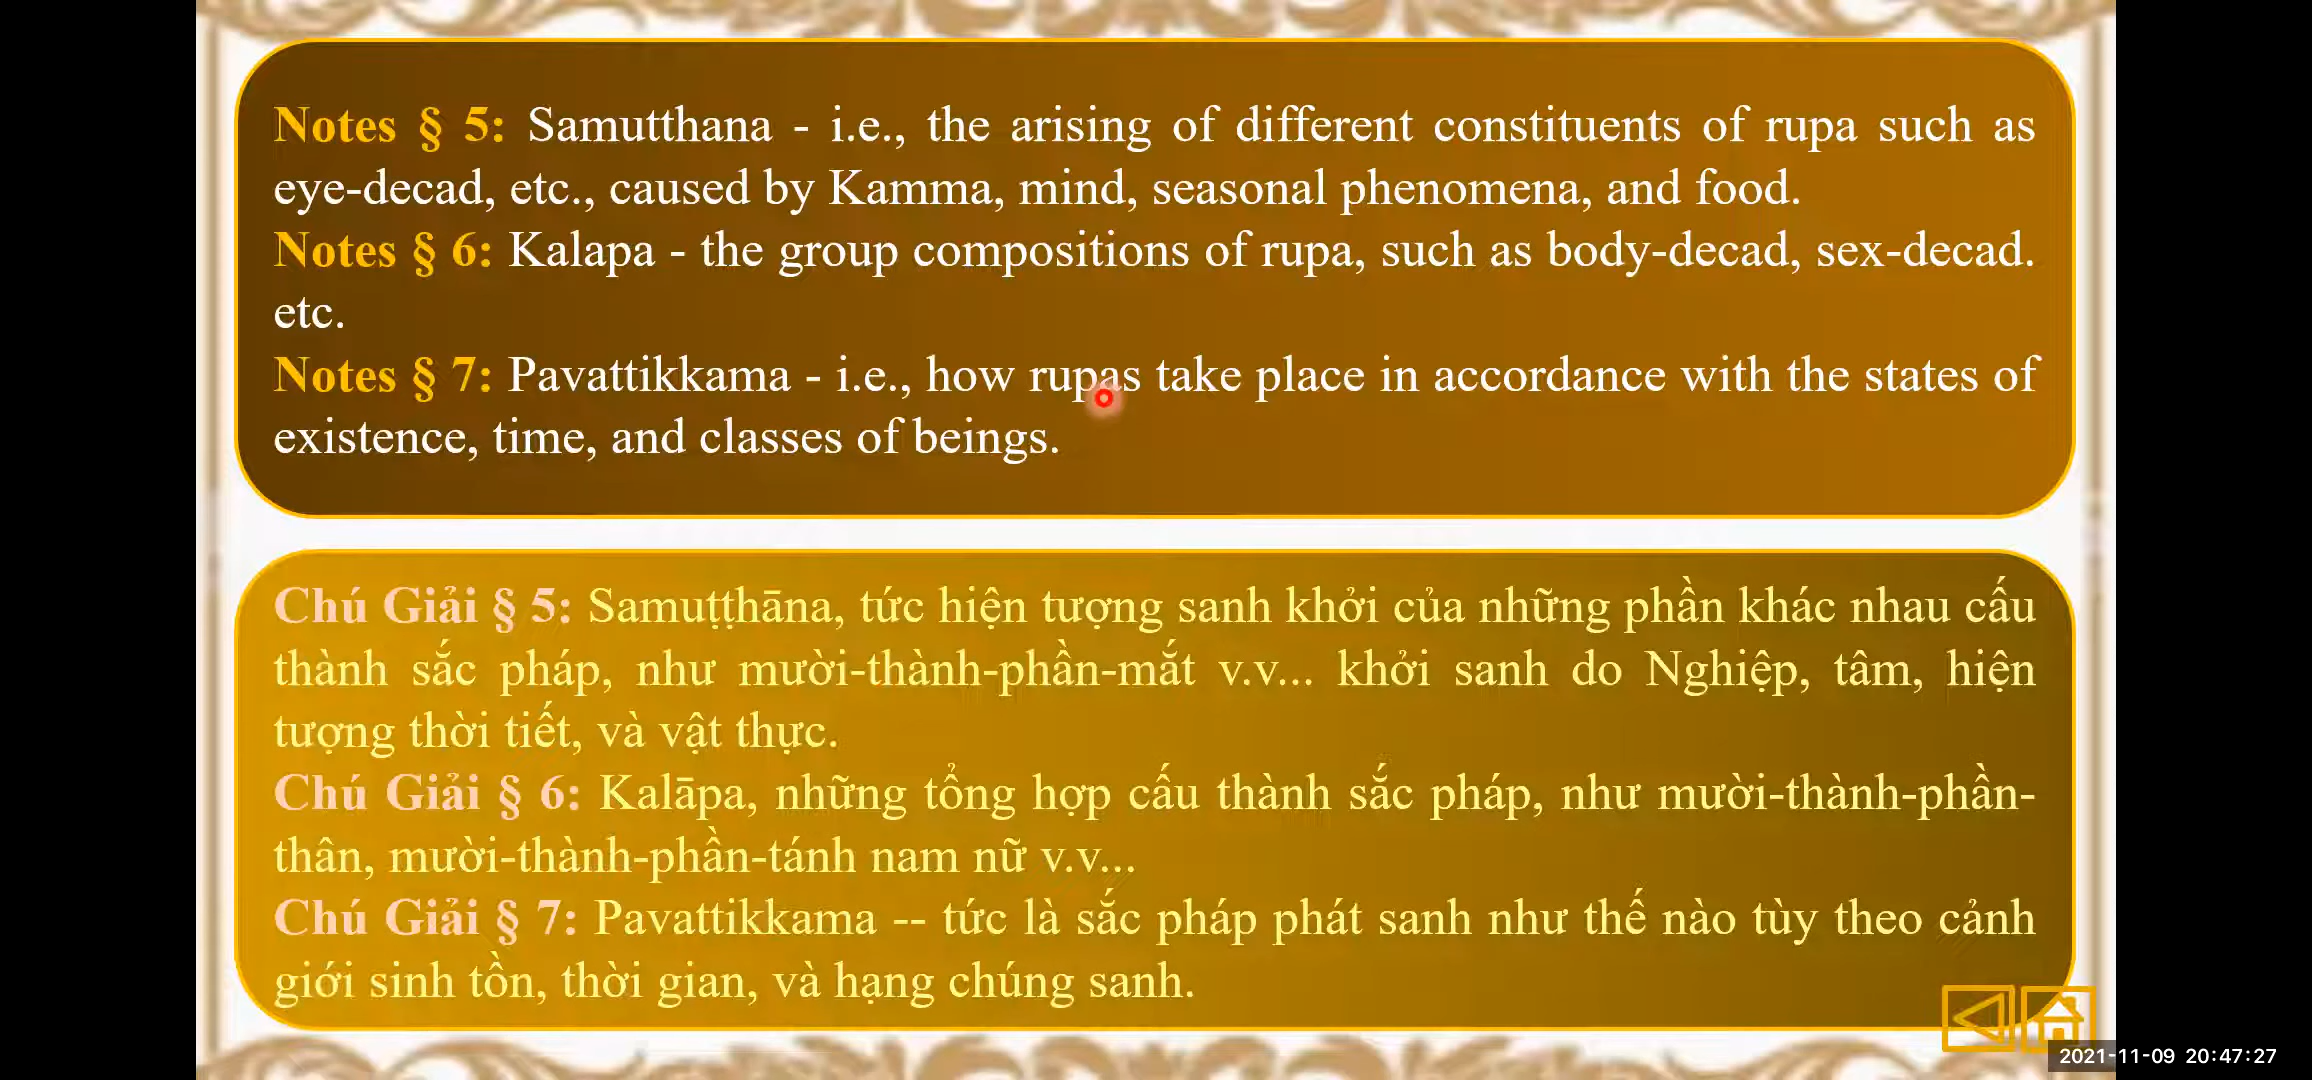 Notes § 5: Samutthana - i.e., the arising of different constituents of rupa such as
eye-decad, etc., caused by Kamma, mind, seasonal phenomena, and food.
Notes § 6: Kalapa - the group compositions of rupa, such as body-decad, sex-decad.
etc.
Notes § 7: Pavattikkama - i.e., how rupas take place in accordance with the states of
existence, time, and classes of beings.
Chú Giải § 5: Samuṭṭhāna, tức hiện tượng sanh khởi của những phần khác nhau cấu
thành sắc pháp, như mười-thành-phần-mắt v.v... khởi sanh do Nghiệp, tâm, hiện
tượng thời tiết, và vật thực.
Chú Giải § 6: Kalāpa, những tổng hợp cấu thành sắc pháp, như mười-thành-phần-
thân, mười-thành-phần-tánh nam nữ v.v...
Chú Giải § 7: Pavattikkama -- tức là sắc pháp phát sanh như thế nào tùy theo cảnh
giới sinh tồn, thời gian, và hạng chúng sanh.
2021-11-09 20:47:27